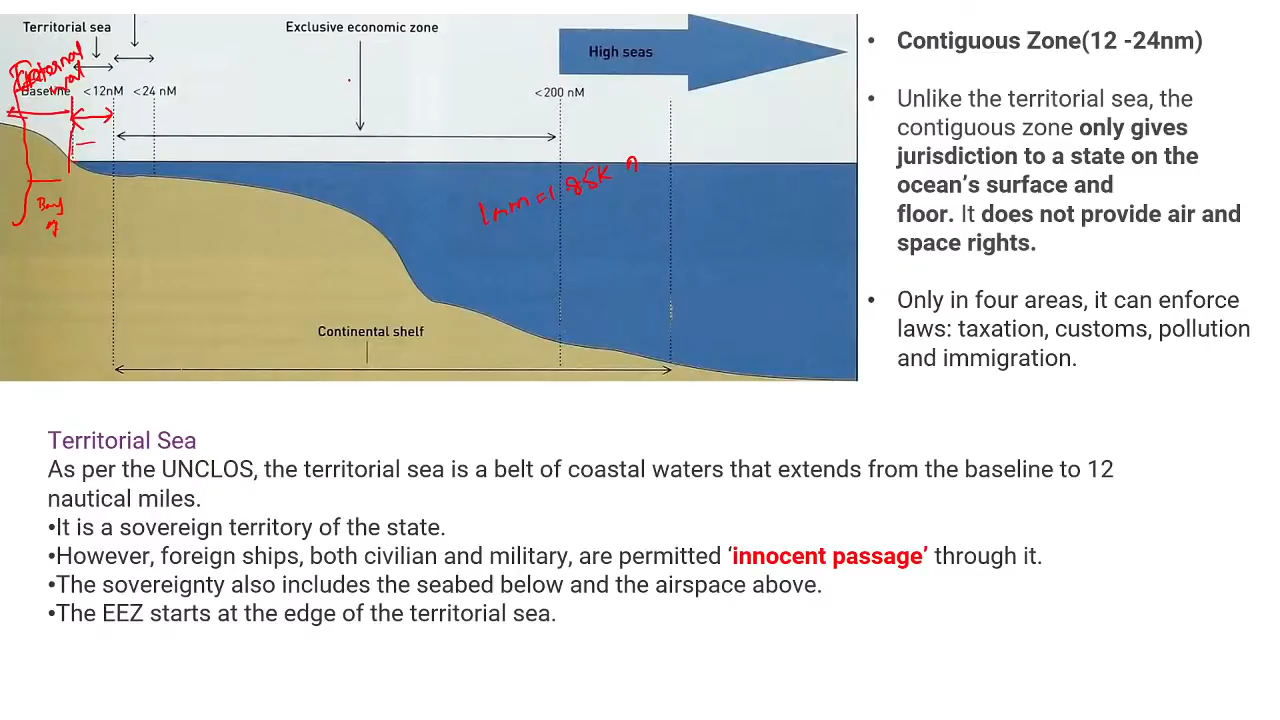 Territorial sea
Exclusive economic zone
High seas
Baseline
<12nM
<24 nM
<200 nM
Continental shelf
• Contiguous Zone(12 -24nm)
• Unlike the territorial sea, the
contiguous zone only gives
jurisdiction to a state on the
ocean's surface and
floor. It does not provide air and
space rights.
• Only in four areas, it can enforce
laws: taxation, customs, pollution
and immigration.
Territorial Sea
As per the UNCLOS, the territorial sea is a belt of coastal waters that extends from the baseline to 12
nautical miles.
•It is a sovereign territory of the state.
•However, foreign ships, both civilian and military, are permitted ‘innocent passage’ through it.
•The sovereignty also includes the seabed below and the airspace above.
•The EEZ starts at the edge of the territorial sea.